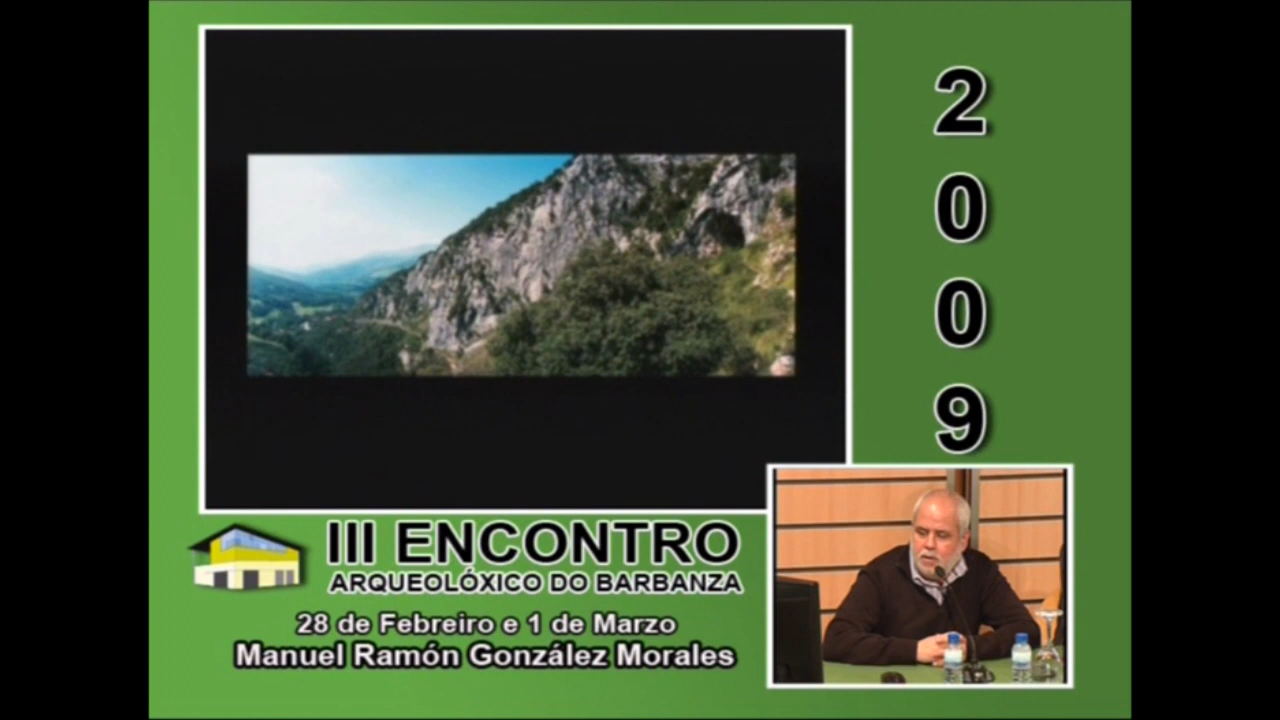 2
0
0
9
III ENCONTRO
ARQUEOLÓXICO DO BARBANZA
28 de Febreiro e 1 de Marzo
Manuel Ramón González Morales